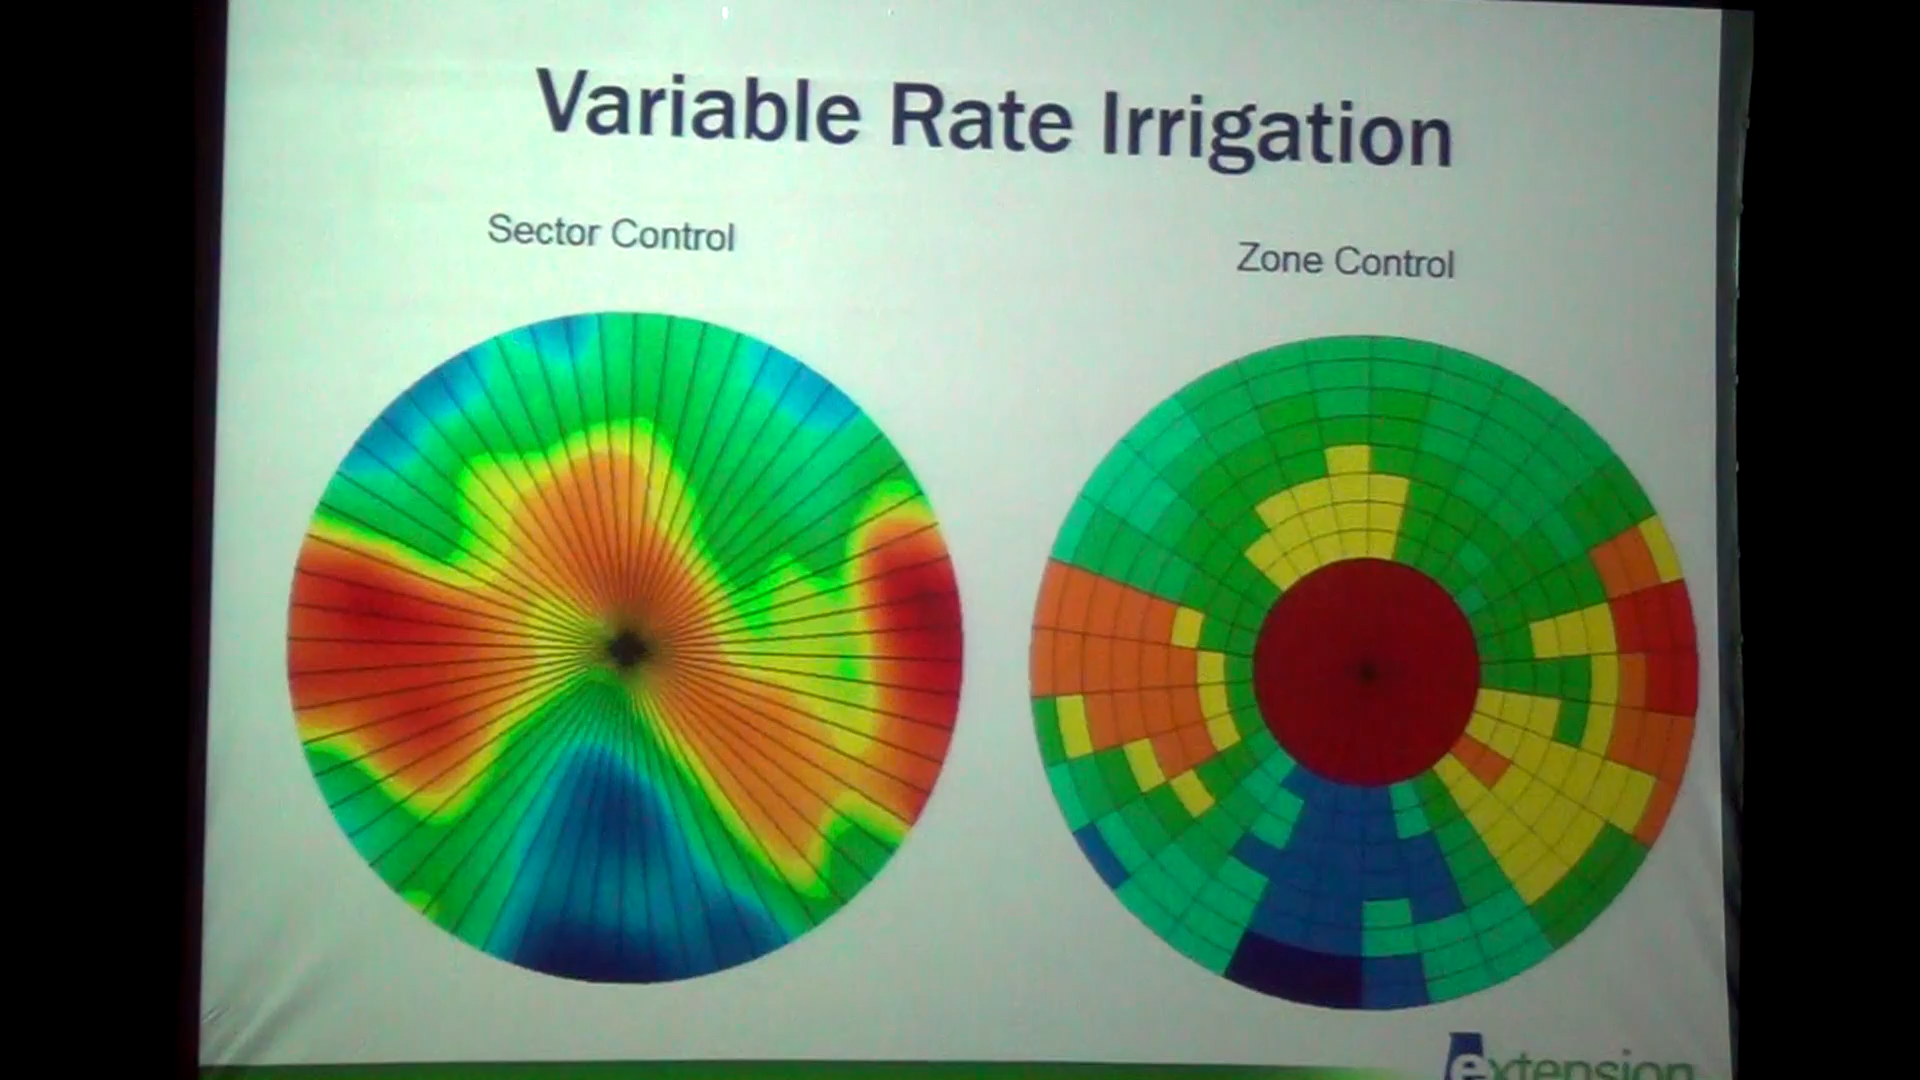 Variable Rate Irrigation
Sector Control
Zone Control
extension